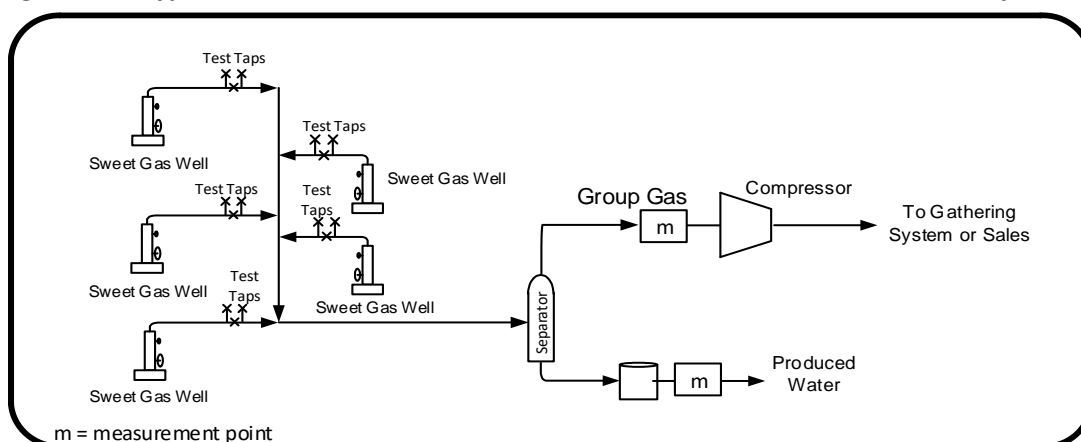 Test Taps
Sweet Gas Well
Test Taps
Sweet Gas Well
Test Taps
Sweet Gas Well
Test
Taps
Sweet Gas Well
Test
Taps
Sweet Gas Well
Separator
Group Gas
m
Compressor
To Gathering
System or Sales
m
Produced
Water
m = measurement point